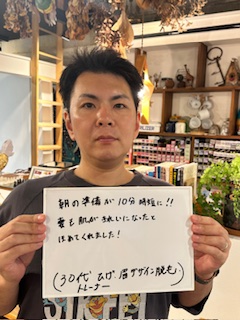 朝の準備が10分時短に!!
妻も肌がきれいになったと
ほめてくれました!
(30代 ひげ、眉デザイン脱毛)
トレーナー